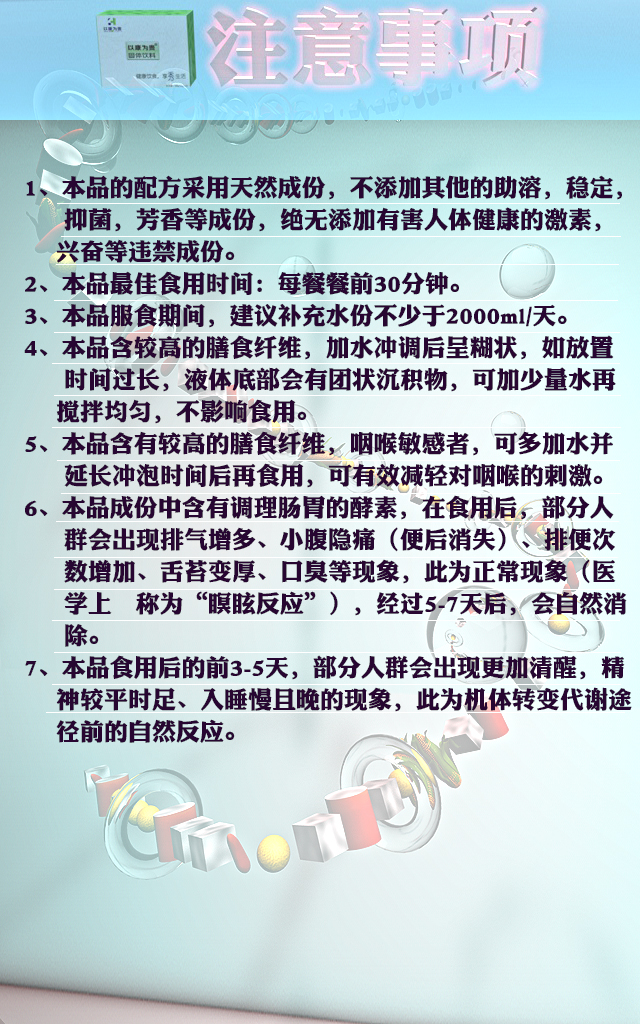 注意事项
以康为贵
固体饮料
1、本品的配方采用天然成份，不添加其他的助溶，稳定，
抑菌，芳香等成份，绝无添加有害人体健康的激素，
兴奋等违禁成份。
2、本品最佳食用时间：每餐餐前30分钟。
3、本品服食期间，建议补充水份不少于2000ml/天。
4、本品含较高的膳食纤维，加水冲调后呈糊状，如放置
时间过长，液体底部会有团状沉积物，可加少量水再
搅拌均匀，不影响食用。
5、本品含有较高的膳食纤维，咽喉敏感者，可多加水并
延长冲泡时间后再食用，可有效减轻对咽喉的刺激。
6、本品成份中含有调理肠胃的酵素，在食用后，部分人
群会出现排气增多、小腹隐痛（便后消失）、排便次
数增加、舌苔变厚、口臭等现象，此为正常现象（医
学上 称为“瞑眩反应”），经过5-7天后，会自然消
除。
7、本品食用后的前3-5天，部分人群会出现更加清醒，精
神较平时足、入睡慢且晚的现象，此为机体转变代谢途
径前的自然反应。